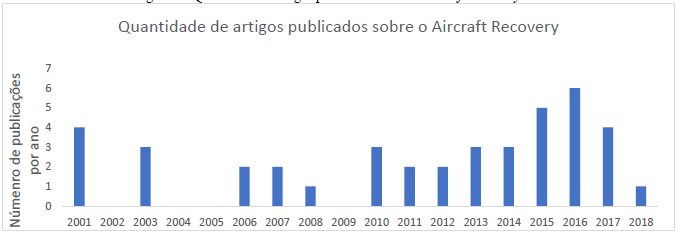 Quantidade de artigos publicados sobre o Aircraft Recovery
Númenro de publicações
por ano
7
6
5
4
3
2
1
0
2001 2002 2003 2004 2005 2006 2007 2008 2009 2010 2011 2012 2013 2014 2015 2016 2017 2018